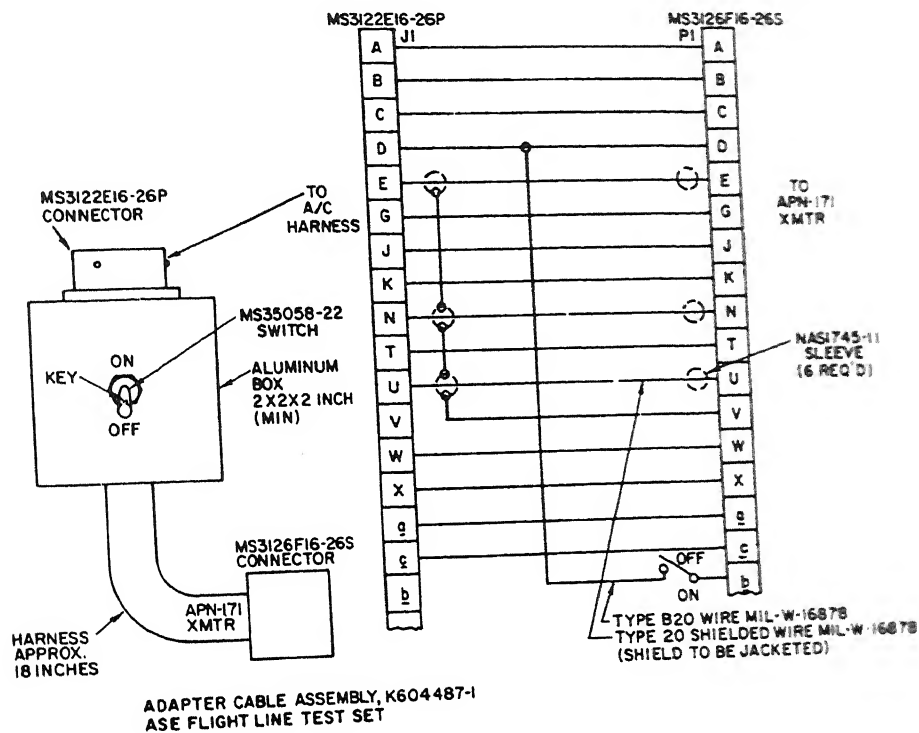 MS3122E16-26P
J1
MS3126F16-26S
P1
A
B
C
D
E
G
J
K
N
T
U
V
W
X
a
c
b
A
B
C
D
E
G
J
K
N
T
U
V
W
X
a
c
b
TO
APN-171
XMTR
NAS1745-11
SLEEVE
(6 REQ'D)
OFF
ON
TYPE B20 WIRE MIL-W-16878
TYPE 20 SHIELDED WIRE MIL-W-16878
(SHIELD TO BE JACKETED)
MS3122E16-26P
CONNECTOR
TO
A/C
HARNESS
MS35058-22
SWITCH
ON
KEY
OFF
ALUMINUM
BOX
2X2X2 INCH
(MIN)
MS3126F16-26S
CONNECTOR
APN-171
XMTR
HARNESS
APPROX.
18 INCHES
ADAPTER CABLE ASSEMBLY, K604487-1
ASE FLIGHT LINE TEST SET